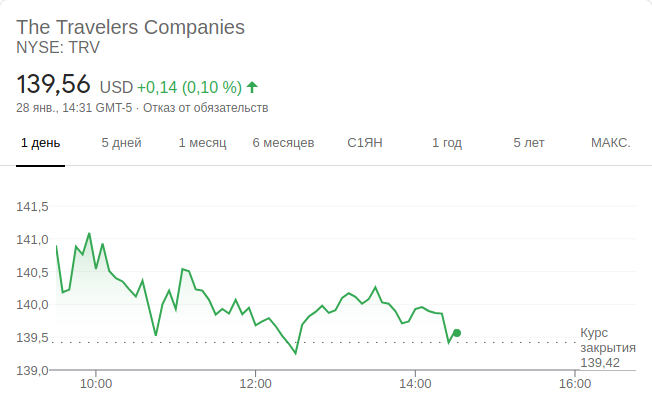 The Travelers Companies
NYSE: TRV
139,56 USD +0,14 (0,10 %)
28 янв., 14:31 GMT-5 · Отказ от обязательств
1 день 5 дней 1 месяц 6 месяцев С1ЯН 1 год 5 лет МАКС.
141,5
141,0
140,5
140,0
139,5
139,0
Курс
закрытия
139,42
10:00 12:00 14:00 16:00